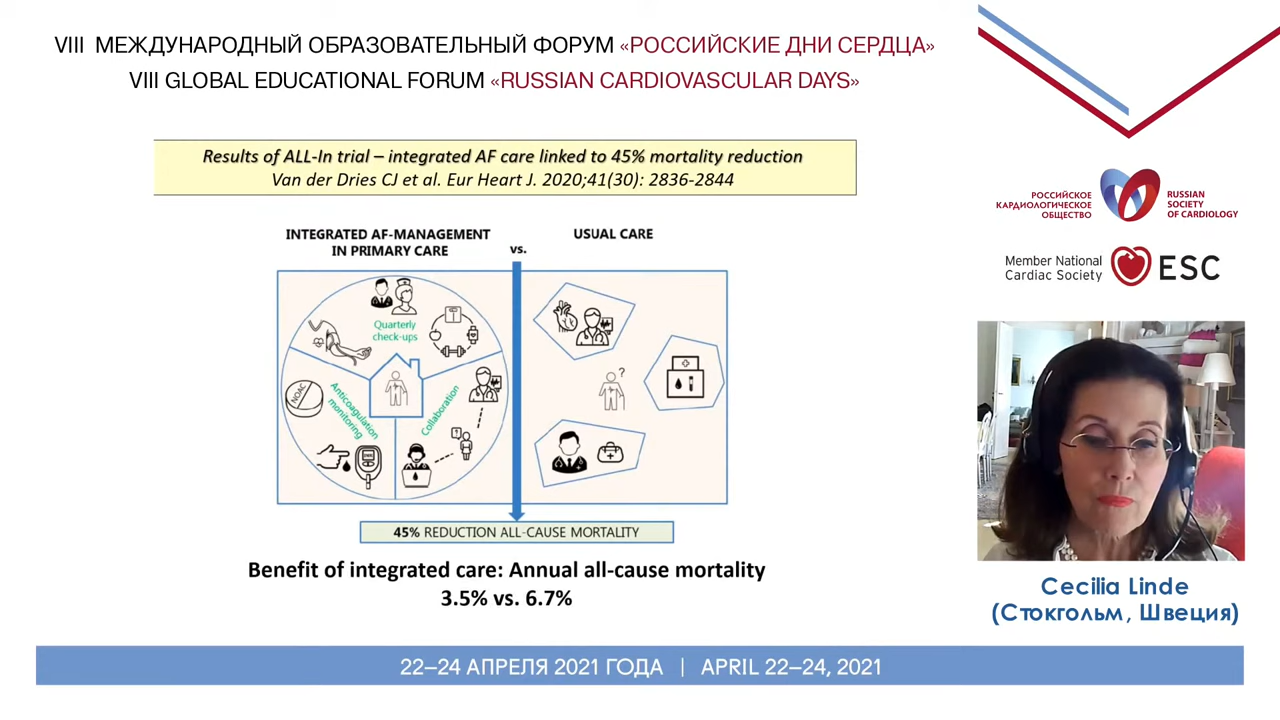 VIII МЕЖДУНАРОДНЫЙ ОБРАЗОВАТЕЛЬНЫЙ ФОРУМ «РОССИЙСКИЕ ДНИ СЕРДЦА»
VIII GLOBAL EDUCATIONAL FORUM «RUSSIAN CARDIOVASCULAR DAYS»
Results of ALL-In trial – integrated AF care linked to 45% mortality reduction
Van der Dries CJ et al. Eur Heart J. 2020;41(30): 2836-2844
INTEGRATED AF-MANAGEMENT
IN PRIMARY CARE
vs.
USUAL CARE
Quarterly
check-ups
NOAC
Anticoagulation
monitoring
Collaboration
?
?
45% REDUCTION ALL-CAUSE MORTALITY
Benefit of integrated care: Annual all-cause mortality
3.5% vs. 6.7%
РОССИЙСКОЕ
КАРДИОЛОГИЧЕСКОЕ
ОБЩЕСТВО
RUSSIAN
SOCIETY
OF CARDIOLOGY
Member National
Cardiac Society
ESC
Cecilia Linde
(Стокгольм, Швеция)
22–24 АПРЕЛЯ 2021 ГОДА | APRIL 22–24, 2021